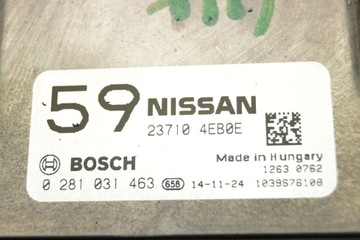 59 NISSAN
23710 4EB0E
BOSCH
Made in Hungary
1263 0762
0 281 031 463 658 14-11-24 1039S76108